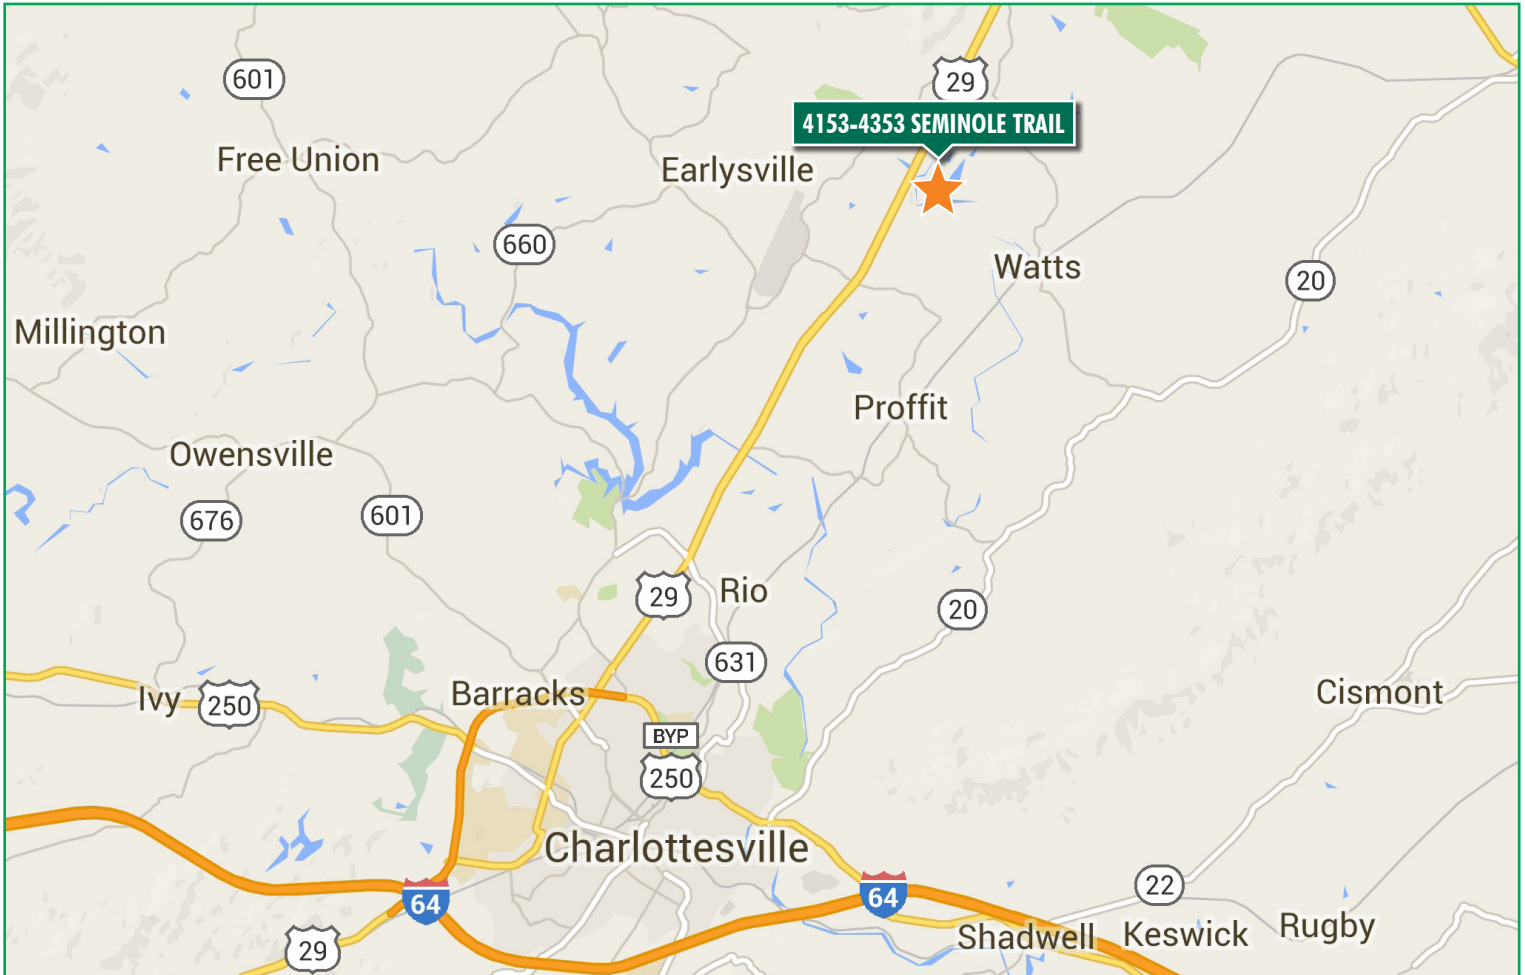 601
29
4153-4353 SEMINOLE TRAIL
Free Union
Earlysville
660
Watts
20
Millington
Proffit
Owensville
676
601
29
Rio
20
631
Ivy
250
Barracks
Cismont
BYP
250
Charlottesville
64
64
22
29
Shadwell
Keswick
Rugby